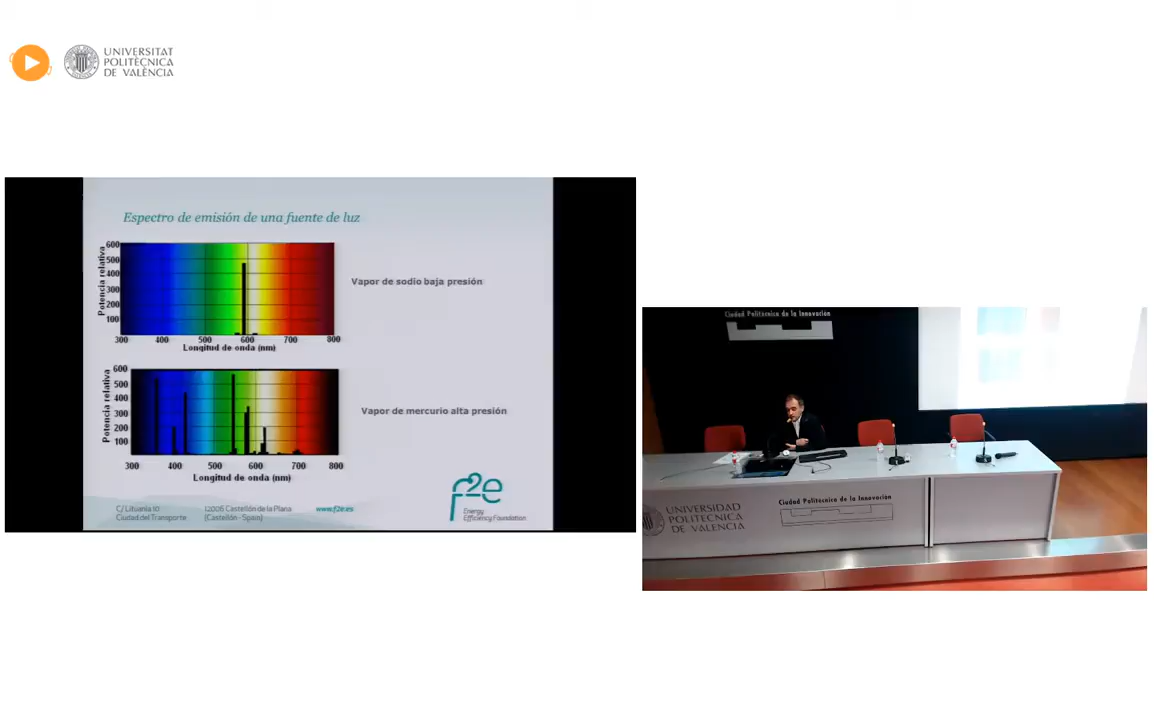 UNIVERSITAT
POLITÈCNICA
DE VALÈNCIA
Espectro de emisión de una fuente de luz
Potencia relativa
600
500
400
300
200
100
300 400 500 600 700 800
Longitud de onda (nm)
Vapor de sodio baja presión
Potencia relativa
600
500
400
300
200
100
300 400 500 600 700 800
Longitud de onda (nm)
Vapor de mercurio alta presión
C/ Lituania 10
Ciudad del Transporte
12006 Castellón de la Plana
(Castellón - Spain)
www.f2e.es
f2e
Energy
Efficiency Foundation
Ciudad Politécnica de la Innovación
UNIVERSIDAD
POLITECNICA
DE VALENCIA
Ciudad Politécnica de la Innovación